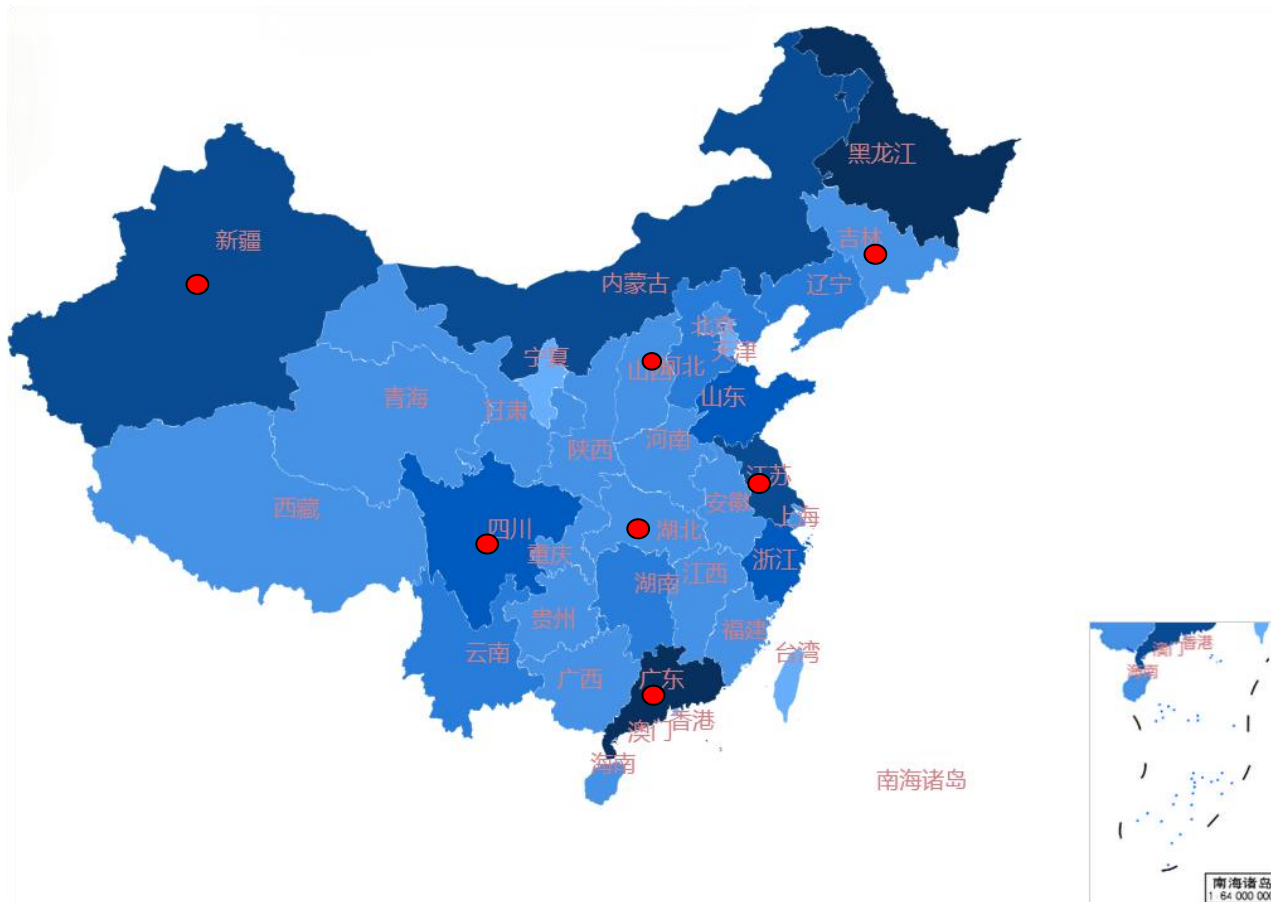 黑龙江
吉林
新疆
内蒙古
辽宁
北京
天津
宁夏
山西
河北
山东
青海
甘肃
河南
陕西
江苏
安徽
西藏
上海
四川
湖北
重庆
浙江
江西
湖南
贵州
福建
云南
台湾
广西
广东
澳门
香港
海南
南海诸岛
澳门
香港
海南
南海诸岛
1:64 000 000